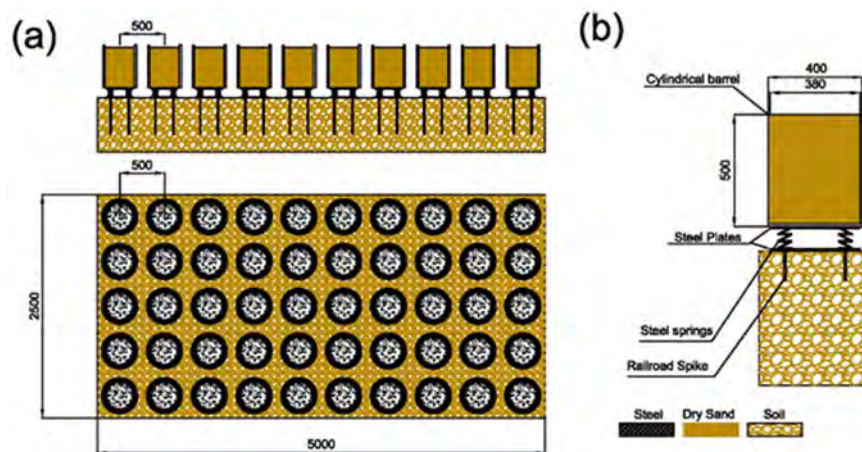 (a)
500
500
2500
5000
(b)
400
Cylindrical barrel
380
500
Steel Plates
Steel springs
Railroad Spike
Steel Dry Sand Soil